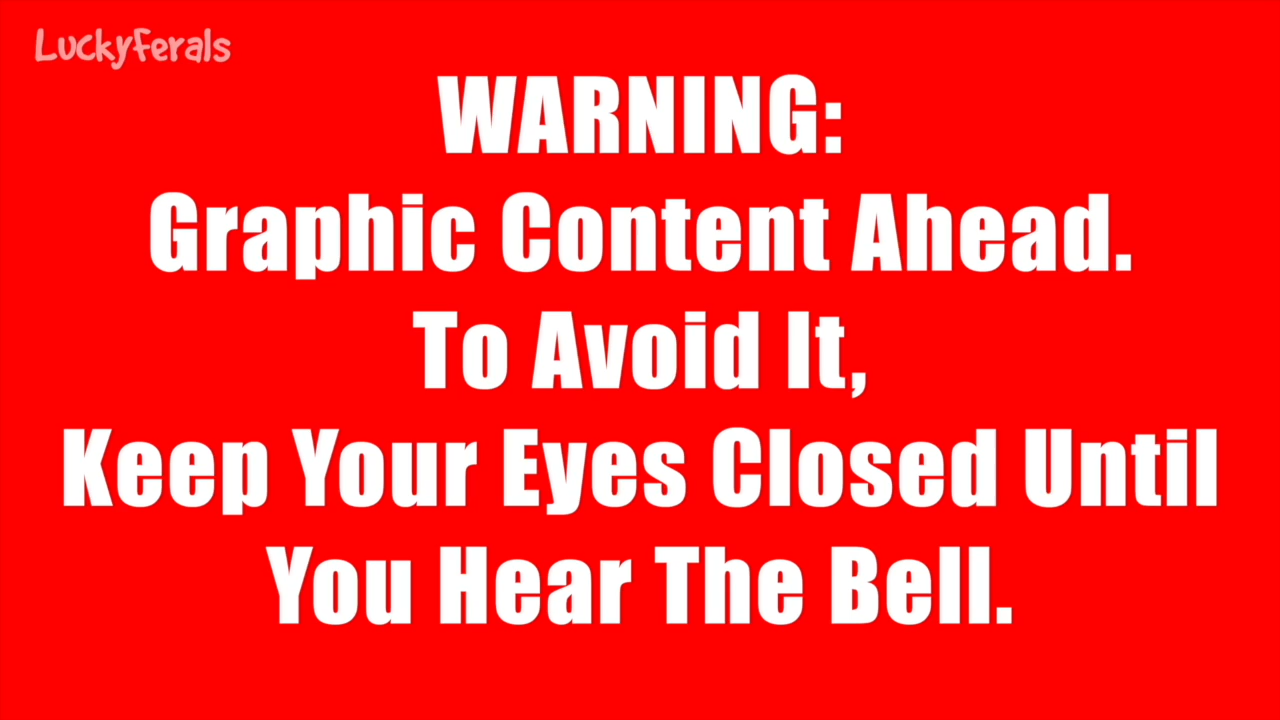 LuckyFerals
WARNING:
Graphic Content Ahead.
To Avoid It,
Keep Your Eyes Closed Until
You Hear The Bell.